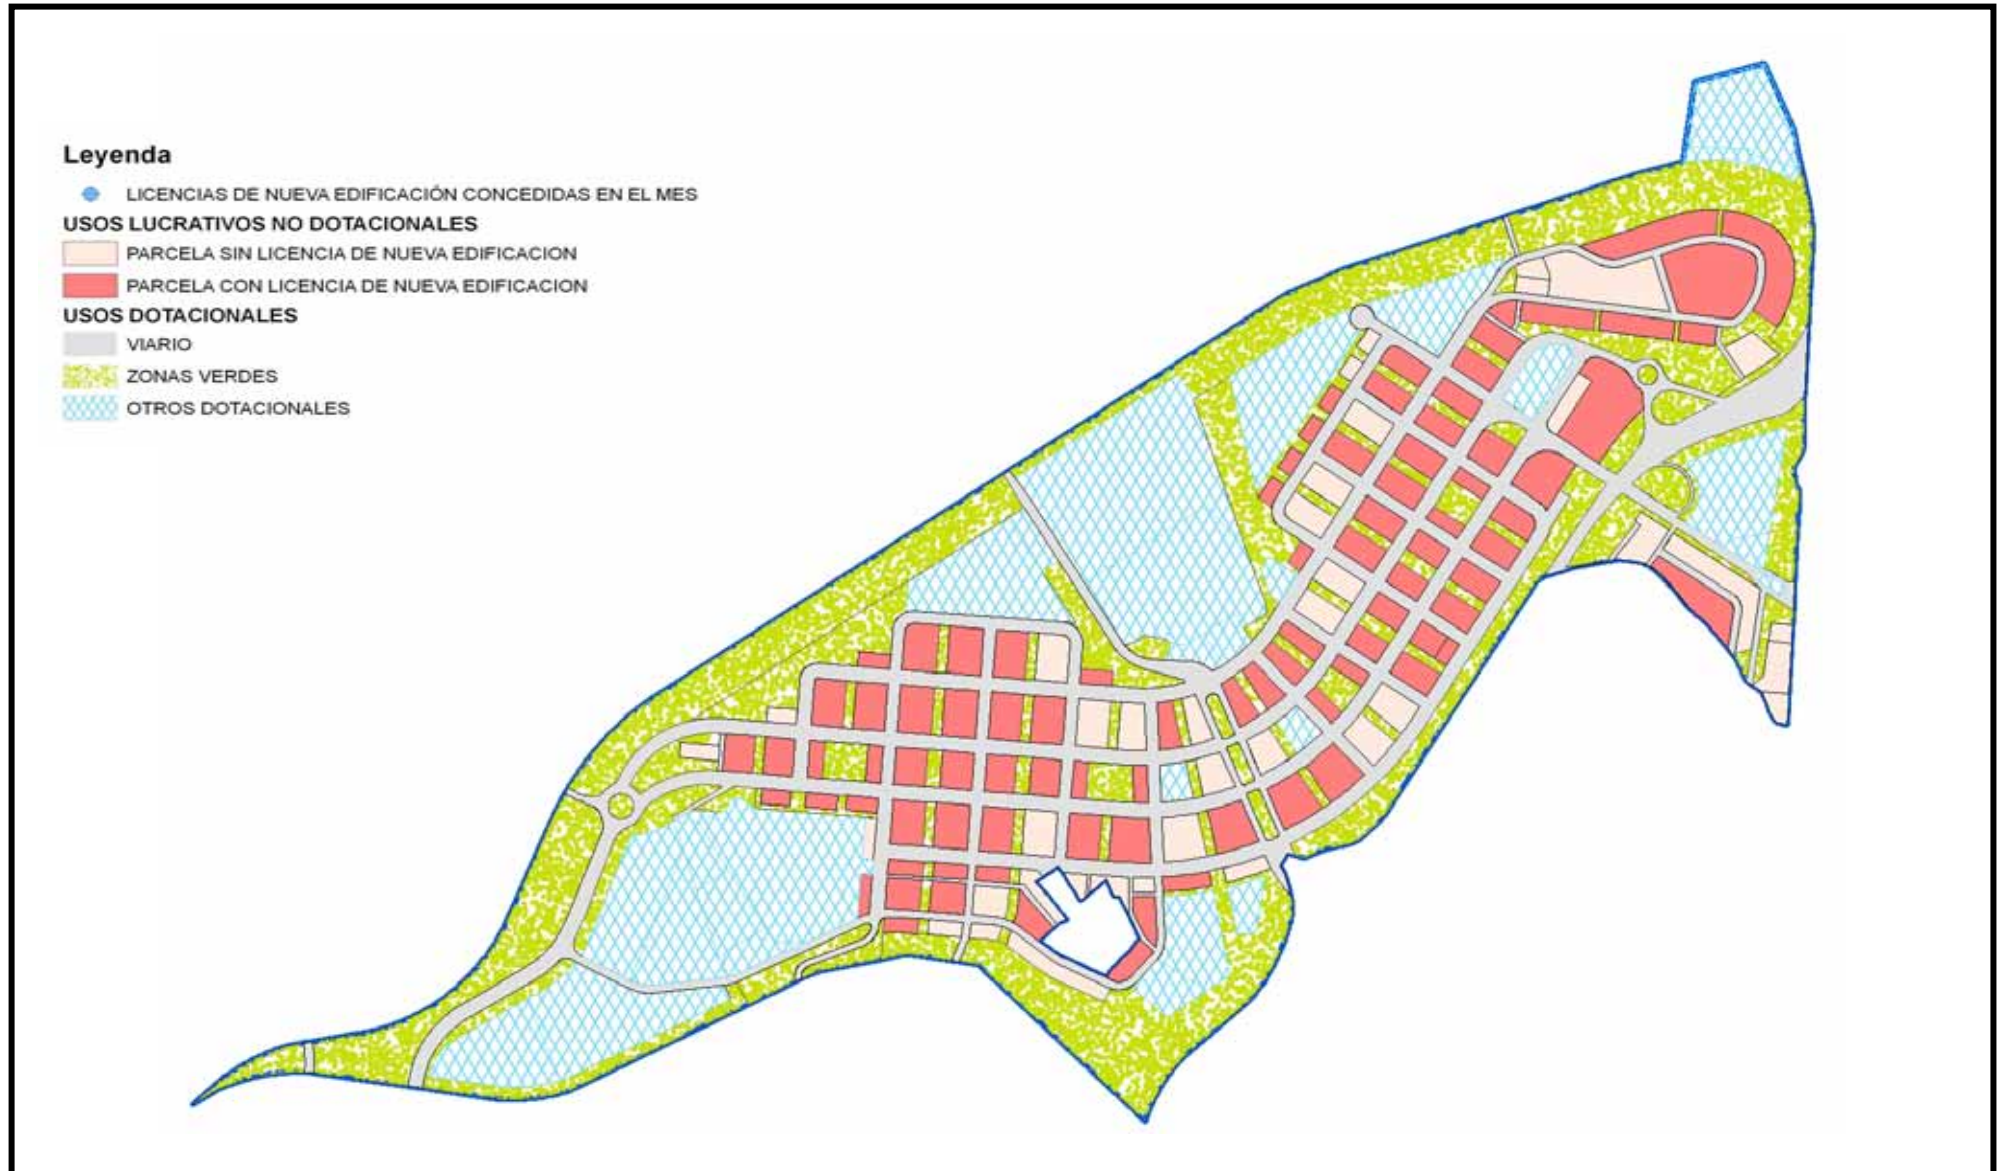 Leyenda
LICENCIAS DE NUEVA EDIFICACIÓN CONCEDIDAS EN EL MES
USOS LUCRATIVOS NO DOTACIONALES
PARCELA SIN LICENCIA DE NUEVA EDIFICACION
PARCELA CON LICENCIA DE NUEVA EDIFICACION
USOS DOTACIONALES
VIARIO
ZONAS VERDES
OTROS DOTACIONALES